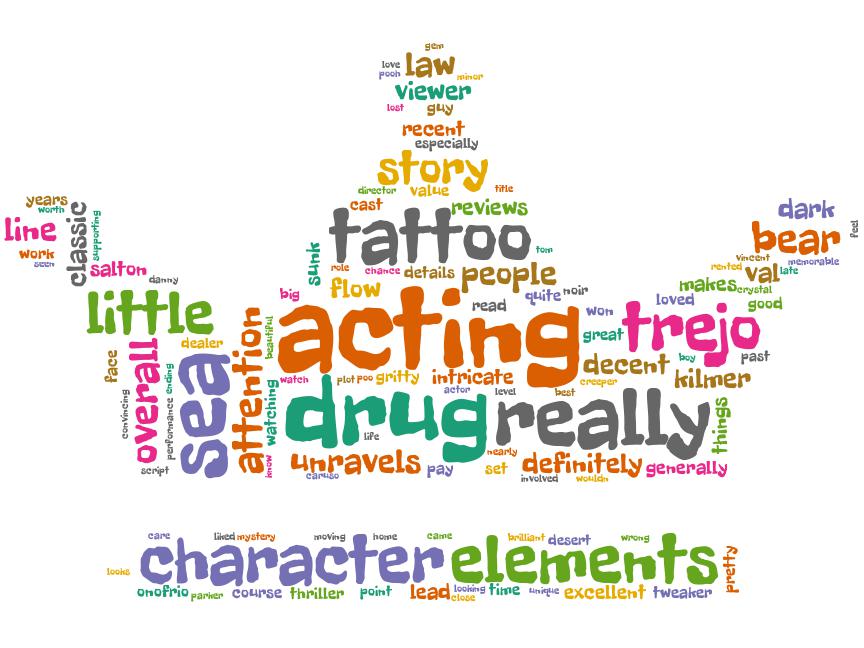 gem
love law
pooh minor
viewer
lost guy
recent
especially
story
director value title
cast reviews
tattoo
sunk tom
role chance details people
years
worth
line classic supporting
work
seen
salton
danny
dark
bear feel
vincent memorable
rented val late
makes crystal
loved good
big flow quite noir
read won
little acting trejo
beautiful great
dealer
face overall sea attention
decent boy past
kilmer
watch plot poo gritty intricate creeper
actor level best
convincing performance ending watching
drug really things
life
script know
unravels nearly
caruso pay set definitely generally
involved wouldn
care liked mystery moving home came brilliant desert wrong
looks character elements pretty
onofrio parker course thriller point lead looking time unique excellent tweaker
close